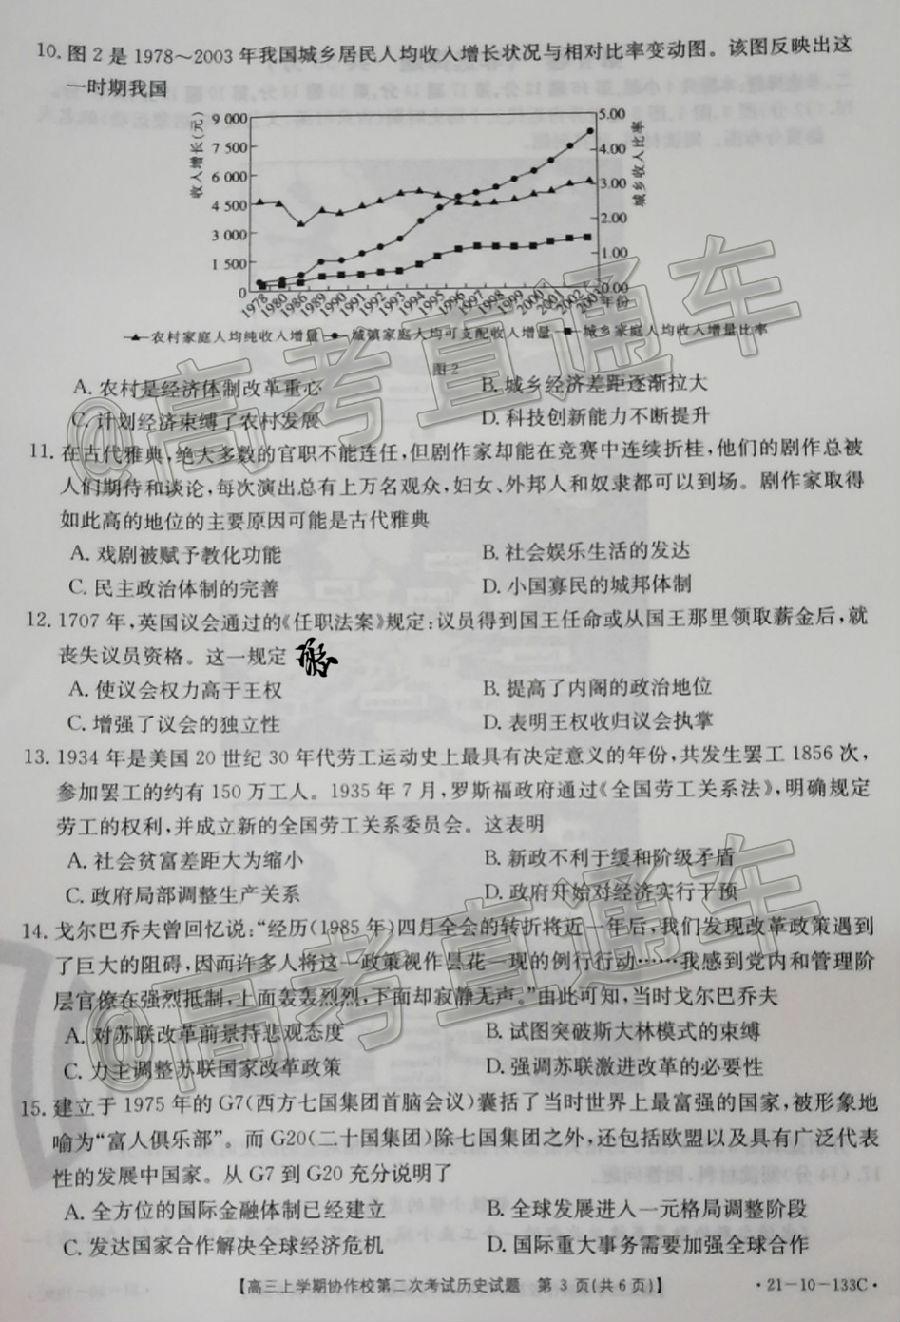 10. 图 2 是 1978～2003 年我国城乡居民人均收入增长状况与相对比率变动图。该图反映出这
一时期我国
收入增长(元)
9 000
7 500
6 000
4 500
3 000
1 500
0
城乡收入比率
5.00
4.00
3.00
2.00
1.00
0.00
1978 1980 1986 1989 1990 1991 1992 1993 1994 1995 1996 1997 1998 1999 2000 2001 2002 2003 年份
农村家庭人均纯收入增量 城镇家庭人均可支配收入增量 城乡家庭人均收入增量比率
图 2
A. 农村是经济体制改革重心 B. 城乡经济差距逐渐拉大
C. 计划经济束缚了农村发展 D. 科技创新能力不断提升
11. 在古代雅典，绝大多数的官职不能连任，但剧作家却能在竞赛中连续折桂，他们的剧作总被
人们期待和谈论，每次演出总有上万名观众，妇女、外邦人和奴隶都可以到场。剧作家取得
如此高的地位的主要原因可能是古代雅典
A. 戏剧被赋予教化功能 B. 社会娱乐生活的发达
C. 民主政治体制的完善 D. 小国寡民的城邦体制
12. 1707 年，英国议会通过的《任职法案》规定：议员得到国王任命或从国王那里领取薪金后，就
丧失议员资格。这一规定
A. 使议会权力高于王权 B. 提高了内阁的政治地位
C. 增强了议会的独立性 D. 表明王权收归议会执掌
13. 1934 年是美国 20 世纪 30 年代劳工运动史上最具有决定意义的年份，共发生罢工 1856 次，
参加罢工的约有 150 万工人。1935 年 7 月，罗斯福政府通过《全国劳工关系法》，明确规定
劳工的权利，并成立新的全国劳工关系委员会。这表明
A. 社会贫富差距大为缩小 B. 新政不利于缓和阶级矛盾
C. 政府局部调整生产关系 D. 政府开始对经济实行干预
14. 戈尔巴乔夫曾回忆说：“经历(1985 年)四月全会的转折将近一年后，我们发现改革政策遇到
了巨大的阻碍，因而许多人将这一政策视作昙花一现的例行行动……我感到党内和管理阶
层官僚在强烈抵制，上面轰轰烈烈，下面却寂静无声。”由此可知，当时戈尔巴乔夫
A. 对苏联改革前景持悲观态度 B. 试图突破斯大林模式的束缚
C. 力主调整苏联国家改革政策 D. 强调苏联激进改革的必要性
15. 建立于 1975 年的 G7(西方七国集团首脑会议)囊括了当时世界上最富强的国家，被形象地
喻为“富人俱乐部”。而 G20(二十国集团)除七国集团之外，还包括欧盟以及具有广泛代表
性的发展中国家。从 G7 到 G20 充分说明了
A. 全方位的国际金融体制已经建立 B. 全球发展进入一元格局调整阶段
C. 发达国家合作解决全球经济危机 D. 国际重大事务需要加强全球合作
【高三上学期协作校第二次考试历史试题 第 3 页(共 6 页)】 ·21-10-133C·
@高考直通车
@高考直通车